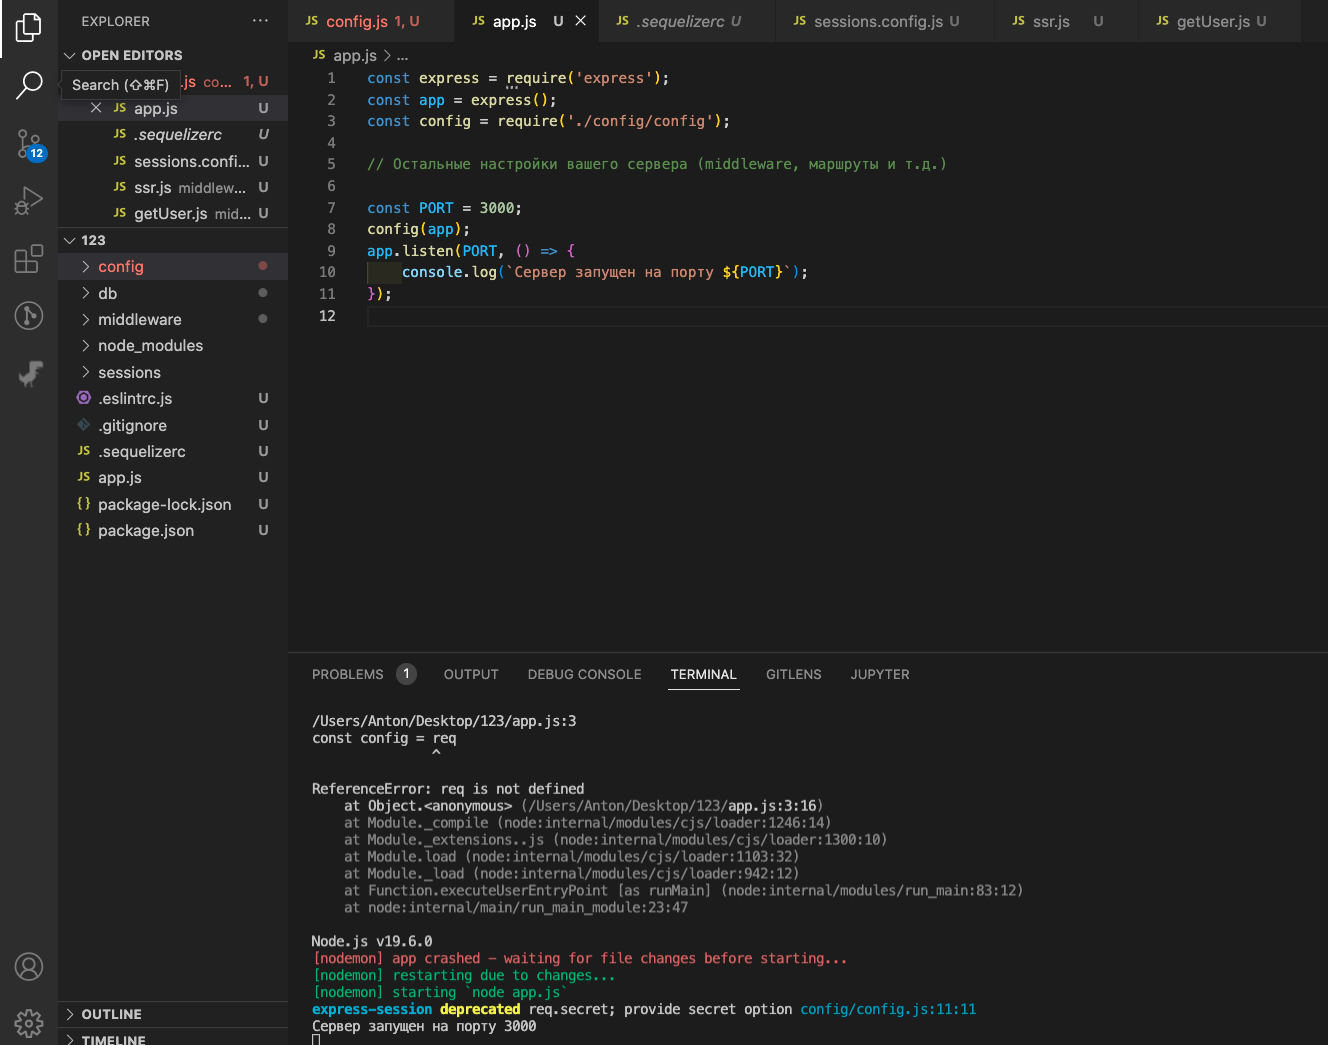 EXPLORER
OPEN EDITORS
Search (⇧⌘F)
.js co... 1, U
JS app.js U
JS .sequelizerc U
JS sessions.confi... U
JS ssr.js middlew... U
JS getUser.js mid... U
12
123
config
db
middleware
node_modules
sessions
.eslintrc.js U
.gitignore U
JS .sequelizerc U
JS app.js U
{} package-lock.json U
{} package.json U
OUTLINE
TIMELINE
JS config.js 1, U
JS app.js U
JS .sequelizerc U
JS sessions.config.js U
JS ssr.js U
JS getUser.js U
JS app.js > ...
1 const express = require('express');
2 const app = express();
3 const config = require('./config/config');
4
5 // Остальные настройки вашего сервера (middleware, маршруты и т.д.)
6
7 const PORT = 3000;
8 config(app);
9 app.listen(PORT, () => {
10 console.log(`Сервер запущен на порту ${PORT}`);
11 });
12
PROBLEMS 1 OUTPUT DEBUG CONSOLE TERMINAL GITLENS JUPYTER
/Users/Anton/Desktop/123/app.js:3
const config = req
^
ReferenceError: req is not defined
at Object.<anonymous> (/Users/Anton/Desktop/123/app.js:3:16)
at Module._compile (node:internal/modules/cjs/loader:1246:14)
at Module._extensions..js (node:internal/modules/cjs/loader:1300:10)
at Module.load (node:internal/modules/cjs/loader:1103:32)
at Module._load (node:internal/modules/cjs/loader:942:12)
at Function.executeUserEntryPoint [as runMain] (node:internal/modules/run_main:83:12)
at node:internal/main/run_main_module:23:47
Node.js v19.6.0
[nodemon] app crashed - waiting for file changes before starting...
[nodemon] restarting due to changes...
[nodemon] starting `node app.js`
express-session deprecated req.secret; provide secret option config/config.js:11:11
Сервер запущен на порту 3000